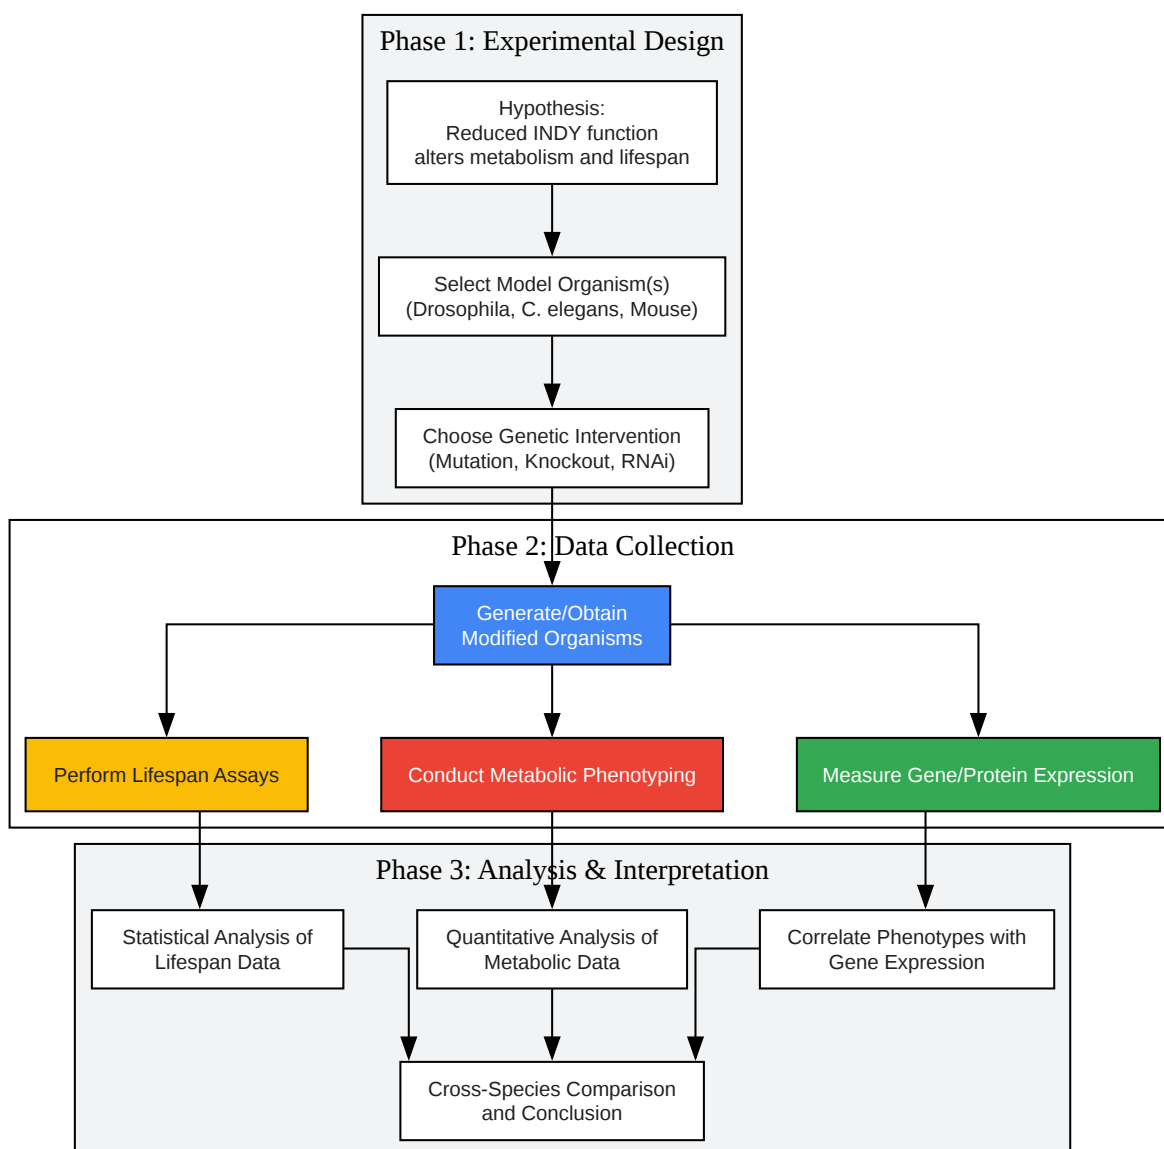 Phase 1: Experimental Design
Hypothesis:
Reduced INDY function
alters metabolism and lifespan
Select Model Organism(s)
(Drosophila, C. elegans, Mouse)
Choose Genetic Intervention
(Mutation, Knockout, RNAi)
Phase 2: Data Collection
Generate/Obtain
Modified Organisms
Perform Lifespan Assays
Conduct Metabolic Phenotyping
Measure Gene/Protein Expression
Phase 3: Analysis & Interpretation
Statistical Analysis of
Lifespan Data
Quantitative Analysis of
Metabolic Data
Correlate Phenotypes with
Gene Expression
Cross-Species Comparison
and Conclusion